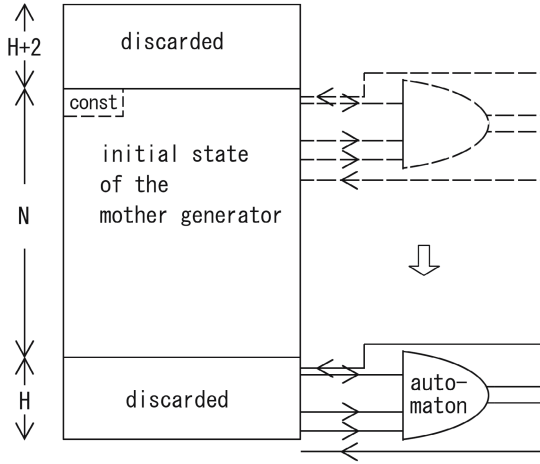 H+2
discarded
const
initial state
of the
mother generator
N
H
discarded
auto-
maton